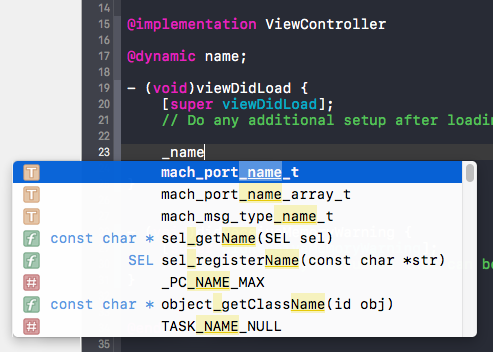 14
15 @implementation ViewController
16
17 @dynamic name;
18
19 - (void)viewDidLoad {
20 [super viewDidLoad];
21 // Do any additional setup after loadin
22
23 _name
T mach_port_name_t
T mach_port_name_array_t
T mach_msg_type_name_t
f const char * sel_getName(SEL sel)
f SEL sel_registerName(const char *str)
# _PC_NAME_MAX
f const char * object_getClassName(id obj)
# TASK_NAME_NULL
35